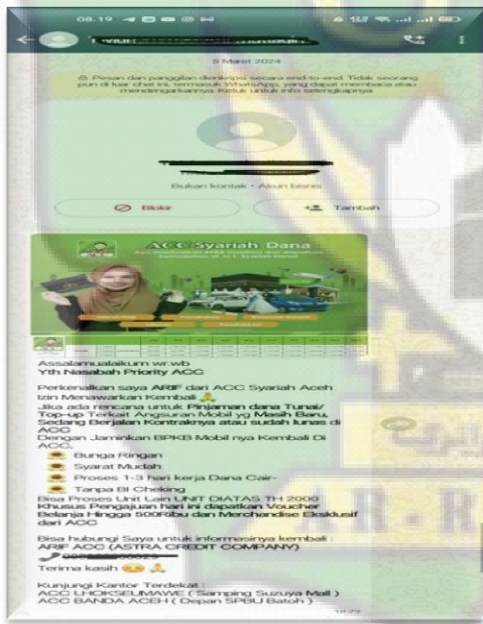 08.19
5 Maret 2024
Pesan dan panggilan dienkripsi secara end-to-end. Tidak seorang
pun di luar chat ini, termasuk WhatsApp, yang dapat membaca atau
mendengarkannya. Ketuk untuk info selengkapnya
Bukan kontak • Akun bisnis
Blokir
Tambah
ACC Syariah Dana
Assalamualaikum wr.wb
Yth Nasabah Priority ACC
Perkenalkan saya ARIF dari ACC Syariah Aceh
Izin Menawarkan Kembali 🙏
Jika ada rencana untuk Pinjaman dana Tunai/
Top-up Terkait Angsuran Mobil yg Masih Baru,
Sedang Berjalan Kontraknya atau sudah lunas di
ACC
Dengan Jaminkan BPKB Mobil nya Kembali Di
ACC,
Bunga Ringan
Syarat Mudah
Proses 1-3 hari kerja Dana Cair-
Tanpa BI Cheking
Bisa Proses Unit Lain UNIT DIATAS TH 2000
Khusus Pengajuan hari ini dapatkan Voucher
Belanja Hingga 500Ribu dan Merchandise Eksklusif
dari ACC
Bisa hubungi Saya untuk informasinya kembali :
ARIF ACC (ASTRA CREDIT COMPANY)
Terima kasih 😊 🙏
Kunjungi Kantor Terdekat :
ACC LHOKSEUMAWE ( Samping Suzuya Mall )
ACC BANDA ACEH ( Depan SPBU Batoh )